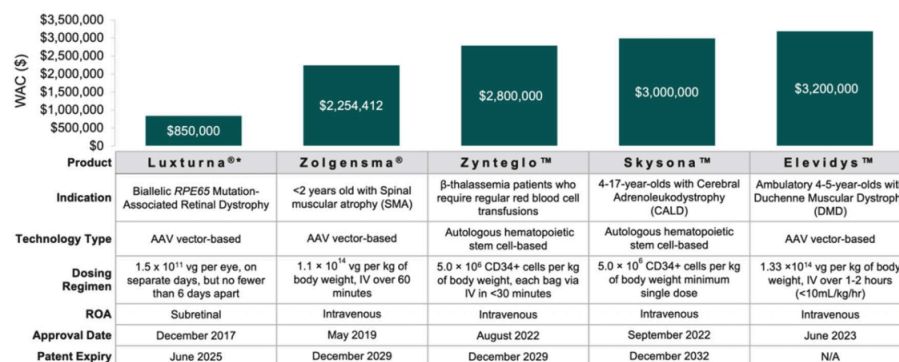 $3,500,000
$3,000,000
$2,500,000
$2,000,000
$1,500,000
$1,000,000
$500,000
$0
WAC ($)
$850,000
$2,254,412
$2,800,000
$3,000,000
$3,200,000
Product Luxturna®* Zolgensma® Zynteglo™ Skysona™ Elevidys™
Indication
Biallelic RPE65 Mutation-
Associated Retinal Dystrophy
<2 years old with Spinal
muscular atrophy (SMA)
β-thalassemia patients who
require regular red blood cell
transfusions
4-17-year-olds with Cerebral
Adrenoleukodystrophy
(CALD)
Ambulatory 4-5-year-olds with
Duchenne Muscular Dystrophy
(DMD)
Technology Type
AAV vector-based
AAV vector-based
Autologous hematopoietic
stem cell-based
Autologous hematopoietic
stem cell-based
AAV vector-based
Dosing
Regimen
1.5 x 10¹¹ vg per eye, on
separate days, but no fewer
than 6 days apart
1.1 × 10¹⁴ vg per kg of
body weight, IV over 60
minutes
5.0 × 10⁶ CD34+ cells per kg
of body weight, each bag via
IV in <30 minutes
5.0 × 10⁶ CD34+ cells per kg
of body weight minimum
single dose
1.33 ×10¹⁴ vg per kg of body
weight, IV over 1-2 hours
(<10mL/kg/hr)
ROA Subretinal Intravenous Intravenous Intravenous Intravenous
Approval Date December 2017 May 2019 August 2022 September 2022 June 2023
Patent Expiry June 2025 December 2029 December 2029 December 2032 N/A